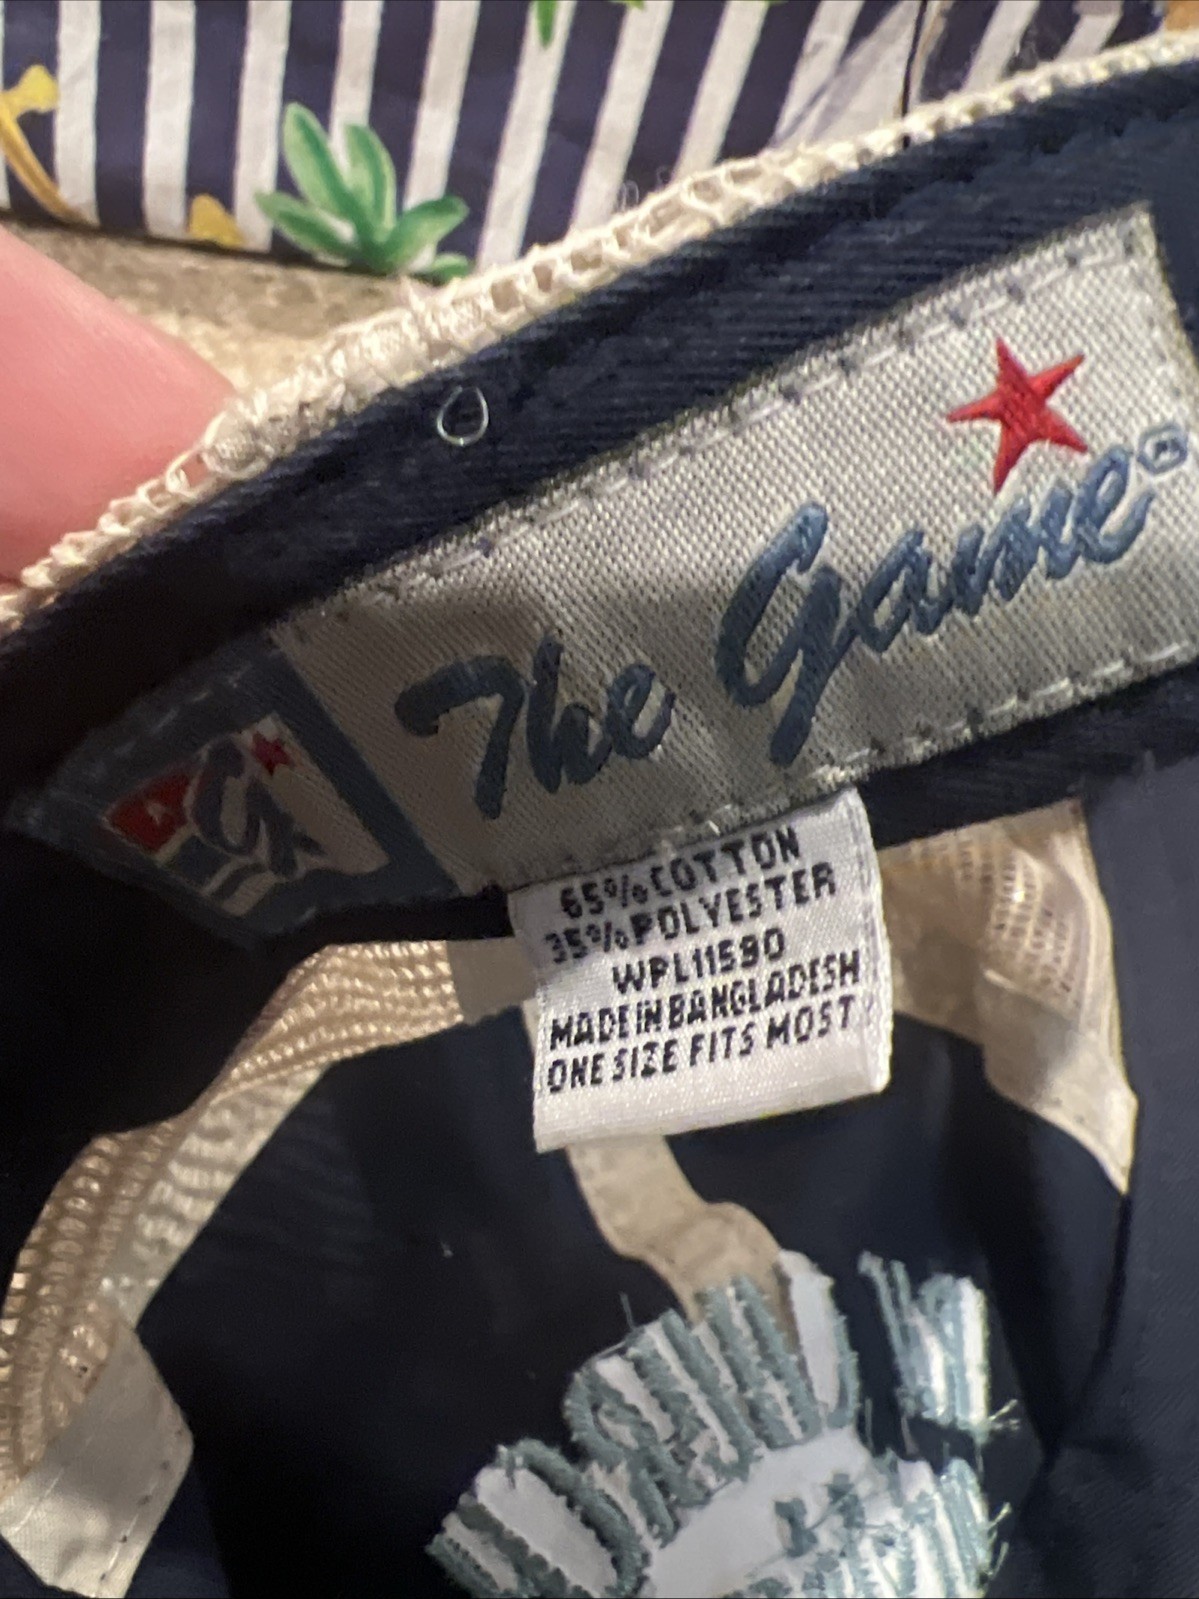 The Game®
G
65% COTTON
35% POLYESTER
WPL11590
MADE IN BANGLADESH
ONE SIZE FITS MOST